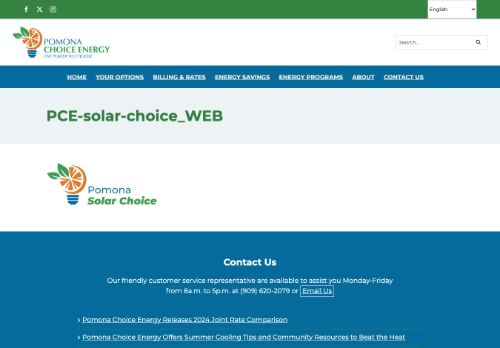 English
POMONA
CHOICE ENERGY
THE POWER TO CHOOSE
Search...
HOME YOUR OPTIONS BILLING & RATES ENERGY SAVINGS ENERGY PROGRAMS ABOUT CONTACT US
PCE-solar-choice_WEB
Pomona
Solar Choice
Contact Us
Our friendly customer service representative are available to assist you Monday-Friday
from 8a.m. to 5p.m. at (909) 620-2079 or Email Us
Pomona Choice Energy Releases 2024 Joint Rate Comparison
Pomona Choice Energy Offers Summer Cooling Tips and Community Resources to Beat the Heat